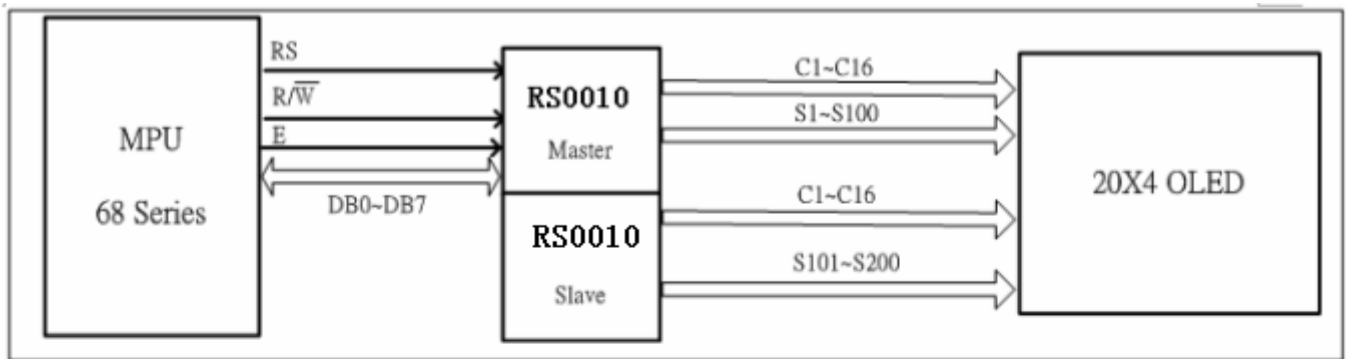 MPU
68 Series
RS
R/W̅
E
DB0~DB7
RS0010
Master
RS0010
Slave
C1~C16
S1~S100
C1~C16
S101~S200
20X4 OLED